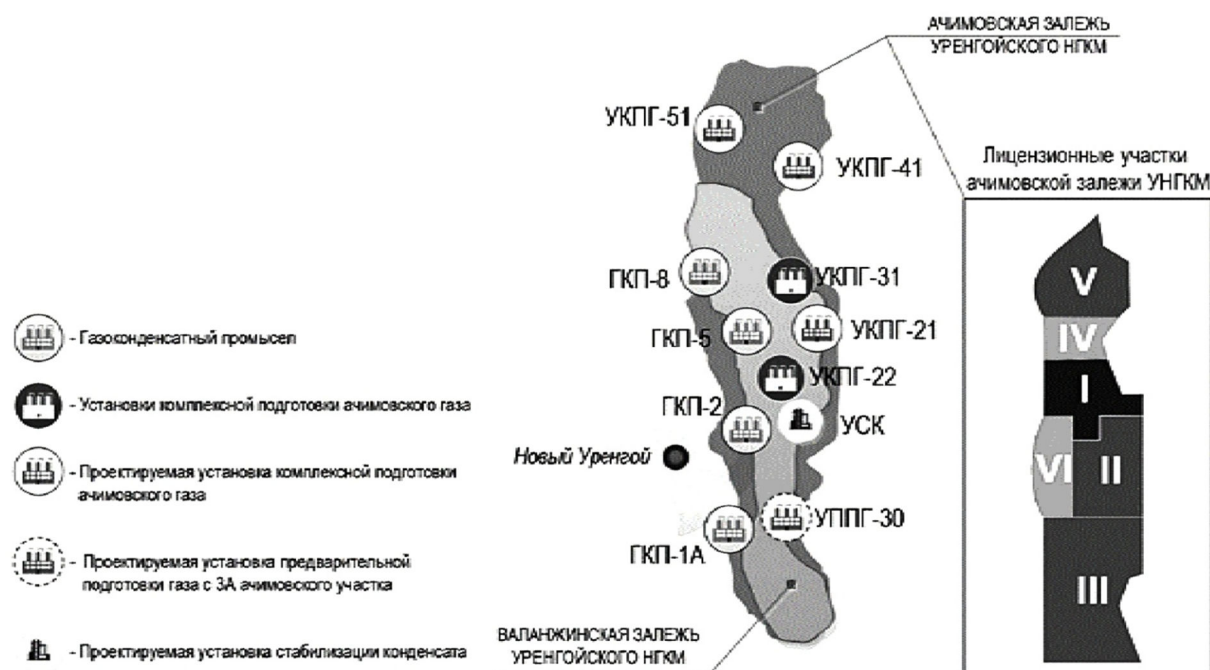 АЧИМОВСКАЯ ЗАЛЕЖЬ
УРЕНГОЙСКОГО НГКМ
УКПГ-51
УКПГ-41
Лицензионные участки
ачимовской залежи УНГКМ
V
ГКП-8
УКПГ-31
IV
- Газоконденсатный промысел
ГКП-5
УКПГ-21
I
- Установки комплексной подготовки ачимовского газа
УКПГ-22
ГКП-2
УСК
Новый Уренгой
VI
II
- Проектируемая установка комплексной подготовки
ачимовского газа
УППГ-30
ГКП-1А
- Проектируемая установка предварительной
подготовки газа с 3А ачимовского участка
III
ВАЛАНЖИНСКАЯ ЗАЛЕЖЬ
УРЕНГОЙСКОГО НГКМ
- Проектируемая установка стабилизации конденсата